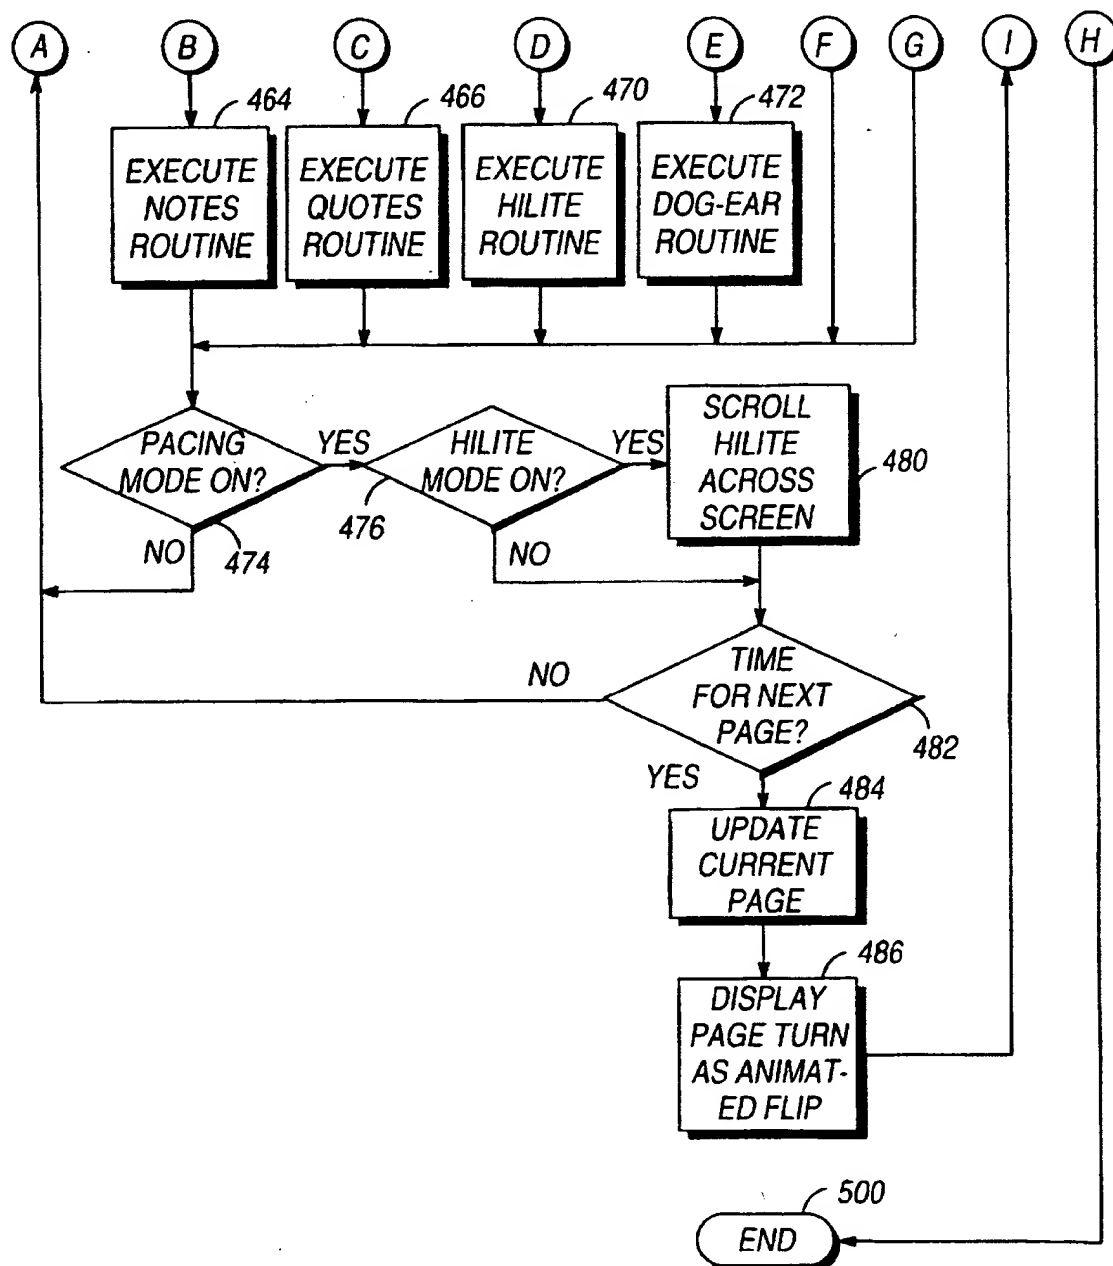 A B C D E F G I H
464 466 470 472
EXECUTE
NOTES
ROUTINE
EXECUTE
QUOTES
ROUTINE
EXECUTE
HILITE
ROUTINE
EXECUTE
DOG-EAR
ROUTINE
PACING
MODE ON?
YES
NO
474
HILITE
MODE ON?
YES
476
NO
SCROLL
HILITE
ACROSS
SCREEN
480
TIME
FOR NEXT
PAGE?
NO
482
YES
484
UPDATE
CURRENT
PAGE
486
DISPLAY
PAGE TURN
AS ANIMAT-
ED FLIP
500
END